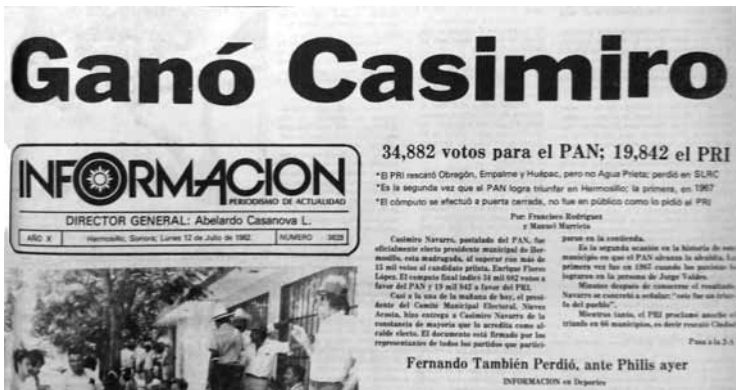 Ganó Casimiro
INFORMACION
PERIODISMO DE ACTUALIDAD
DIRECTOR GENERAL: Abelardo Casanova L.
AÑO X Hermosillo, Sonora; Lunes 12 de Julio de 1982. NUMERO
34,882 votos para el PAN; 19,842 el PRI
*El PRI rescató Obregón, Empalme y Huépac, pero no Agua Prieta; perdió en SLRC
*Es la segunda vez que el PAN logra triunfar en Hermosillo; la primera, en 1967
*El cómputo se efectuó a puerta cerrada, no fue en público como lo pidió el PRI
Por: Francisco Rodríguez
y Manuel Marrieta
Casimiro Navarro, postulado del PAN, fue
oficialmente electo presidente municipal de Her-
mosillo, esta madrugada, al superar con más de
15 mil votos al candidato priista, Enrique Flores
López. El cómputo final indicó 34 mil 882 votos a
favor del PAN y 19 mil 842 a favor del PRI.
Casi a la una de la mañana de hoy, el presi-
dente del Comité Municipal Electoral, Nieves
Acosta, hizo entrega a Casimiro Navarro de la
constancia de mayoría que lo acredita como al-
calde electo. El documento está firmado por los
representantes de todos los partidos que partici-
paron en la contienda.
Es la segunda ocasión en la historia de este
municipio en que el PAN alcanza la alcaldía. La
primera vez fue en 1967 cuando los panistas lo
lograron en la persona de Jorge Valdez.
Minutos después de conocerse el resultado,
Navarro se concretó a señalar: "esto fue un triun-
fo del pueblo".
Mientras tanto, el PRI proclamó anoche el
triunfo en 66 municipios, es decir rescató Ciudad
Pasa a la 2-A
Fernando También Perdió, ante Philis ayer
INFORMACION en Deportes